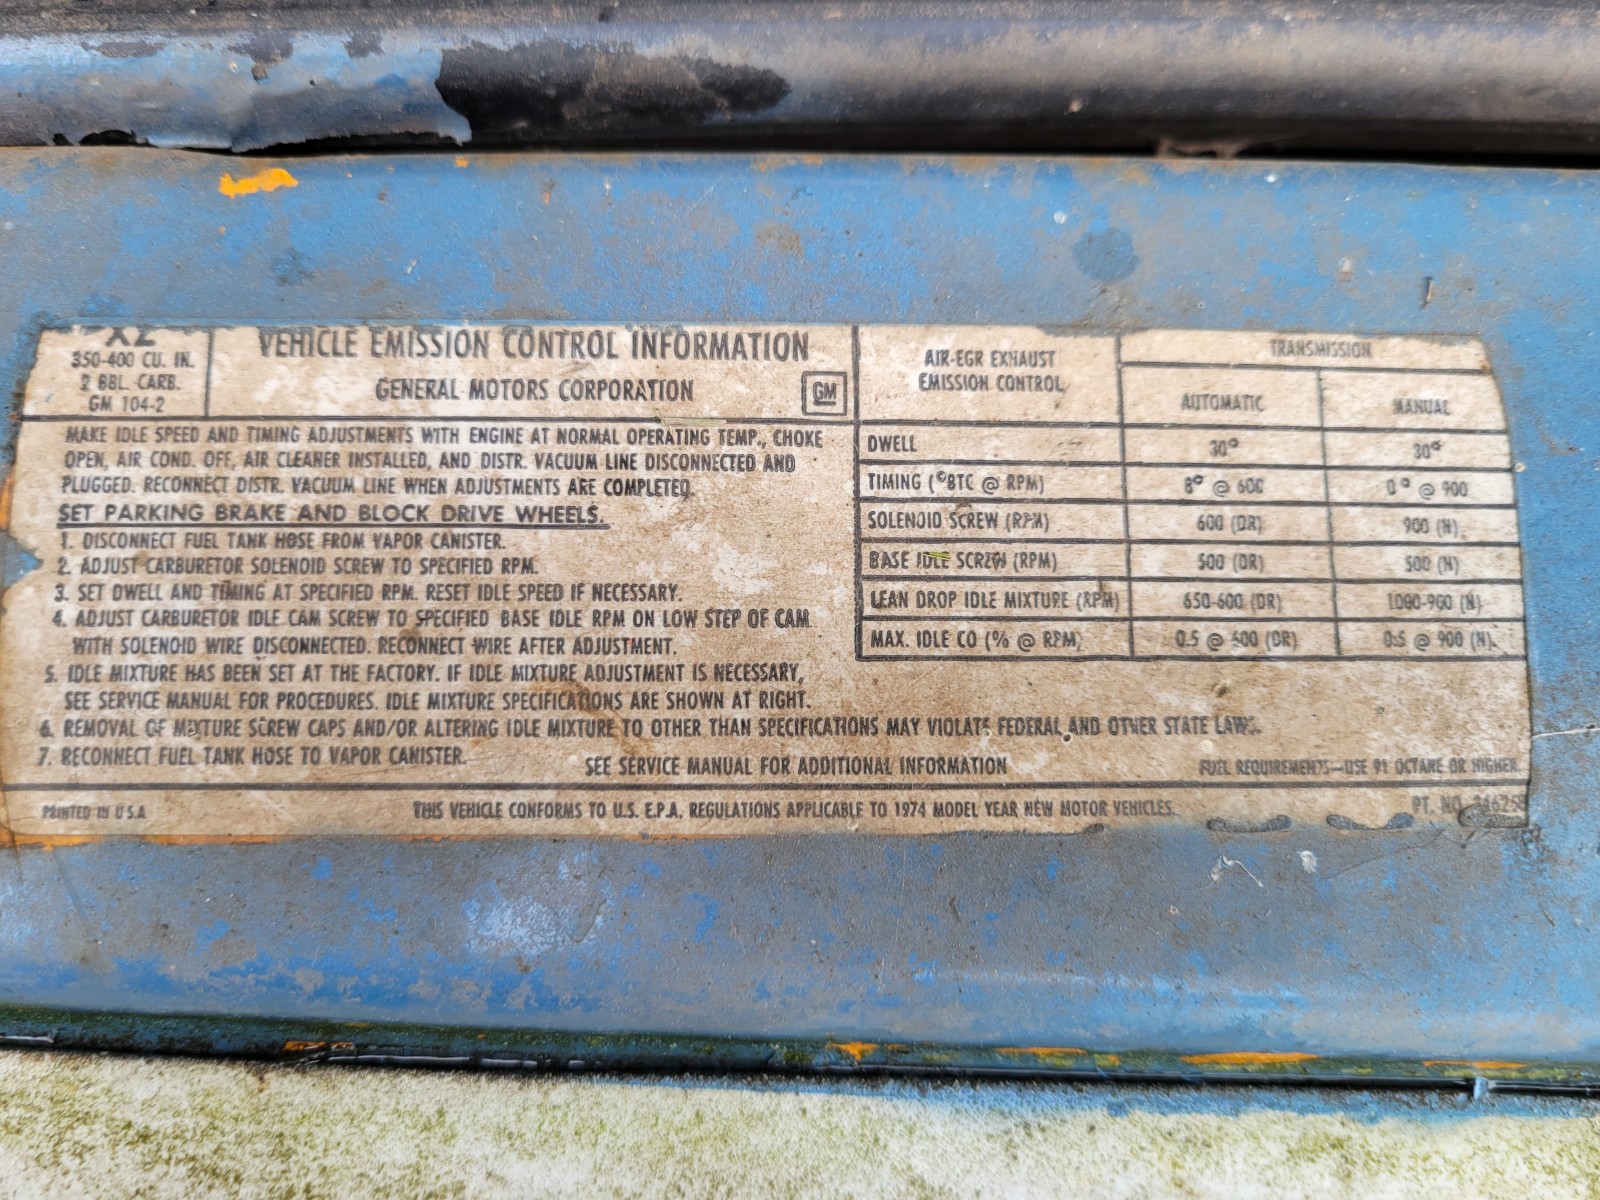 350-400 CU. IN.
2 BBL. CARB.
GM 104-2
VEHICLE EMISSION CONTROL INFORMATION
GENERAL MOTORS CORPORATION
GM
MAKE IDLE SPEED AND TIMING ADJUSTMENTS WITH ENGINE AT NORMAL OPERATING TEMP., CHOKE
OPEN, AIR COND. OFF, AIR CLEANER INSTALLED, AND DISTR. VACUUM LINE DISCONNECTED AND
PLUGGED. RECONNECT DISTR. VACUUM LINE WHEN ADJUSTMENTS ARE COMPLETED
SET PARKING BRAKE AND BLOCK DRIVE WHEELS.
1. DISCONNECT FUEL TANK HOSE FROM VAPOR CANISTER.
2. ADJUST CARBURETOR SOLENOID SCREW TO SPECIFIED RPM.
3. SET DWELL AND TIMING AT SPECIFIED RPM. RESET IDLE SPEED IF NECESSARY.
4. ADJUST CARBURETOR IDLE CAM SCREW TO SPECIFIED BASE IDLE RPM ON LOW STEP OF CAM
WITH SOLENOID WIRE DISCONNECTED. RECONNECT WIRE AFTER ADJUSTMENT.
5. IDLE MIXTURE HAS BEEN SET AT THE FACTORY. IF IDLE MIXTURE ADJUSTMENT IS NECESSARY,
SEE SERVICE MANUAL FOR PROCEDURES. IDLE MIXTURE SPECIFICATIONS ARE SHOWN AT RIGHT.
6. REMOVAL OF MIXTURE SCREW CAPS AND/OR ALTERING IDLE MIXTURE TO OTHER THAN SPECIFICATIONS MAY VIOLATE FEDERAL AND OTHER STATE LAWS.
7. RECONNECT FUEL TANK HOSE TO VAPOR CANISTER.
SEE SERVICE MANUAL FOR ADDITIONAL INFORMATION
AIR-EGR EXHAUST
EMISSION CONTROL
TRANSMISSION
AUTOMATIC MANUAL
DWELL 30° 30°
TIMING (°BTC @ RPM) 8° @ 600 0° @ 900
SOLENOID SCREW (RPM) 600 (DR) 900 (N)
BASE IDLE SCREW (RPM) 500 (DR) 500 (N)
LEAN DROP IDLE MIXTURE (RPM) 650-600 (DR) 1000-900 (N)
MAX. IDLE CO (% @ RPM) 0.5 @ (DR) 0.5 @ 900 (N)
FUEL REQUIREMENTS—USE 91 OCTANE OR HIGHER
PRINTED IN U S A
THIS VEHICLE CONFORMS TO U.S. E.P.A. REGULATIONS APPLICABLE TO 1974 MODEL YEAR NEW MOTOR VEHICLES.
PT. NO.